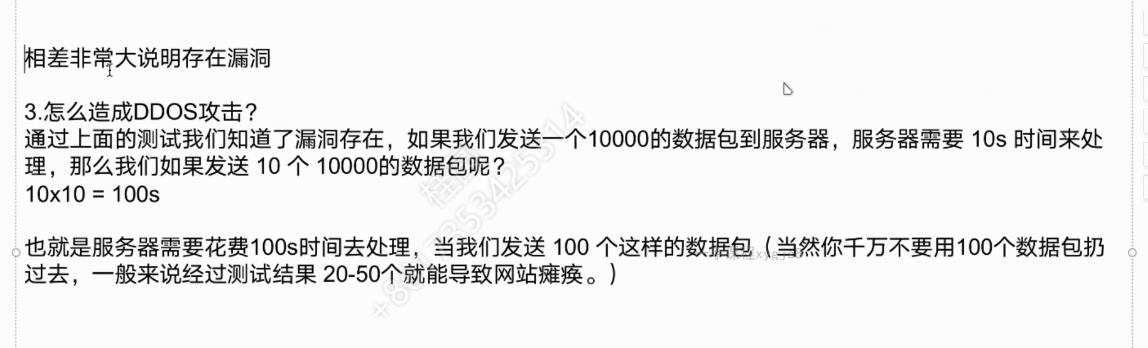 相差非常大说明存在漏洞
3.怎么造成DDOS攻击？
通过上面的测试我们知道了漏洞存在，如果我们发送一个10000的数据包到服务器，服务器需要 10s 时间来处
理，那么我们如果发送 10 个 10000的数据包呢？
10x10 = 100s
也就是服务器需要花费100s时间去处理，当我们发送 100 个这样的数据包（当然你千万不要用100个数据包扔
过去，一般来说经过测试结果 20-50个就能导致网站瘫痪。）